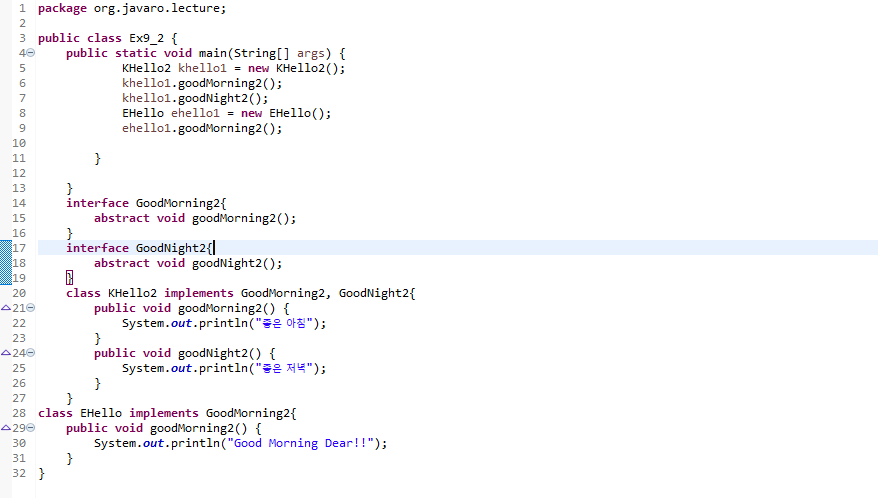 1 package org.javaro.lecture;
2
3 public class Ex9_2 {
4     public static void main(String[] args) {
5             KHello2 khello1 = new KHello2();
6             khello1.goodMorning2();
7             khello1.goodNight2();
8             EHello ehello1 = new EHello();
9             ehello1.goodMorning2();
10
11         }
12
13     }
14     interface GoodMorning2{
15         abstract void goodMorning2();
16     }
17     interface GoodNight2{
18         abstract void goodNight2();
19     }
20     class KHello2 implements GoodMorning2, GoodNight2{
21         public void goodMorning2() {
22             System.out.println("좋은 아침");
23         }
24         public void goodNight2() {
25             System.out.println("좋은 저녁");
26         }
27     }
28 class EHello implements GoodMorning2{
29     public void goodMorning2() {
30         System.out.println("Good Morning Dear!!");
31     }
32 }